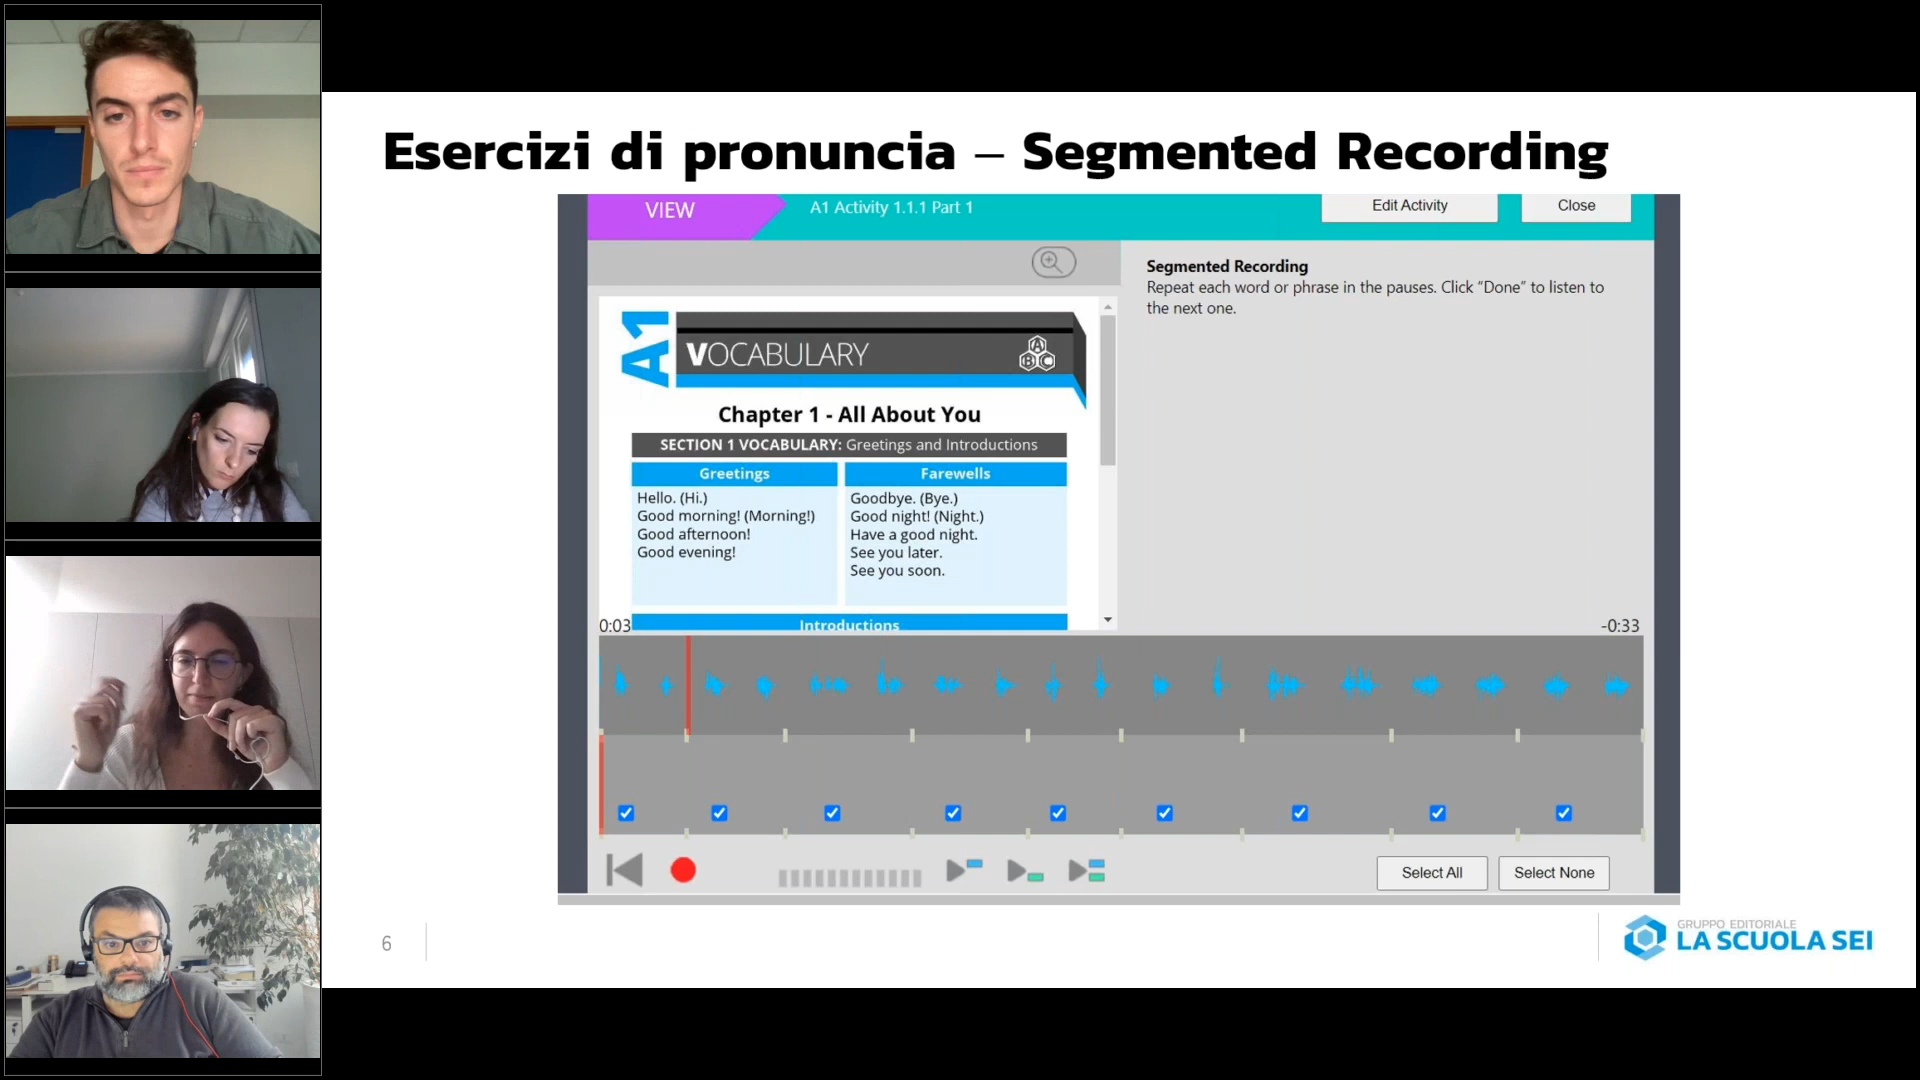 Esercizi di pronuncia – Segmented Recording
VIEW
A1 Activity 1.1.1 Part 1
Edit Activity
Close
Segmented Recording
Repeat each word or phrase in the pauses. Click “Done” to listen to
the next one.
A1
VOCABULARY
A
B C
Chapter 1 - All About You
SECTION 1 VOCABULARY: Greetings and Introductions
Greetings
Hello. (Hi.)
Good morning! (Morning!)
Good afternoon!
Good evening!
Farewells
Goodbye. (Bye.)
Good night! (Night.)
Have a good night.
See you later.
See you soon.
Introductions
0:03
-0:33
Select All
Select None
6
GRUPPO EDITORIALE
LA SCUOLA SEI